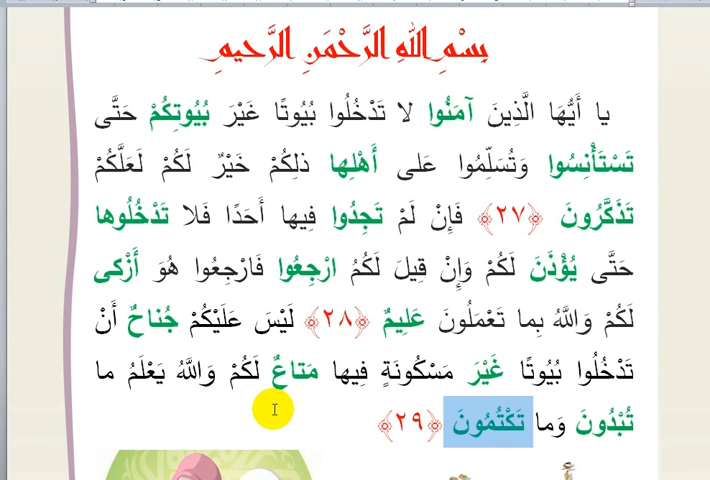 بِسْمِ اللهِ الرَّحْمَنِ الرَّحِيمِ
يا أَيُّهَا الَّذِينَ آمَنُوا لا تَدْخُلُوا بُيُوتًا غَيْرَ بُيُوتِكُمْ حَتَّى
تَسْتَأْنِسُوا وَتُسَلِّمُوا عَلى أَهْلِها ذلِكُمْ خَيْرٌ لَكُمْ لَعَلَّكُمْ
تَذَكَّرُونَ ﴿٢٧﴾ فَإِنْ لَمْ تَجِدُوا فِيها أَحَدًا فَلا تَدْخُلُوها
حَتَّى يُؤْذَنَ لَكُمْ وَإِنْ قِيلَ لَكُمُ ارْجِعُوا فَارْجِعُوا هُوَ أَزْكى
لَكُمْ وَاللَّهُ بِما تَعْمَلُونَ عَلِيمٌ ﴿٢٨﴾ لَيْسَ عَلَيْكُمْ جُناحٌ أَنْ
تَدْخُلُوا بُيُوتًا غَيْرَ مَسْكُونَةٍ فِيها مَتاعٌ لَكُمْ وَاللَّهُ يَعْلَمُ ما
تُبْدُونَ وَما تَكْتُمُونَ ﴿٢٩﴾